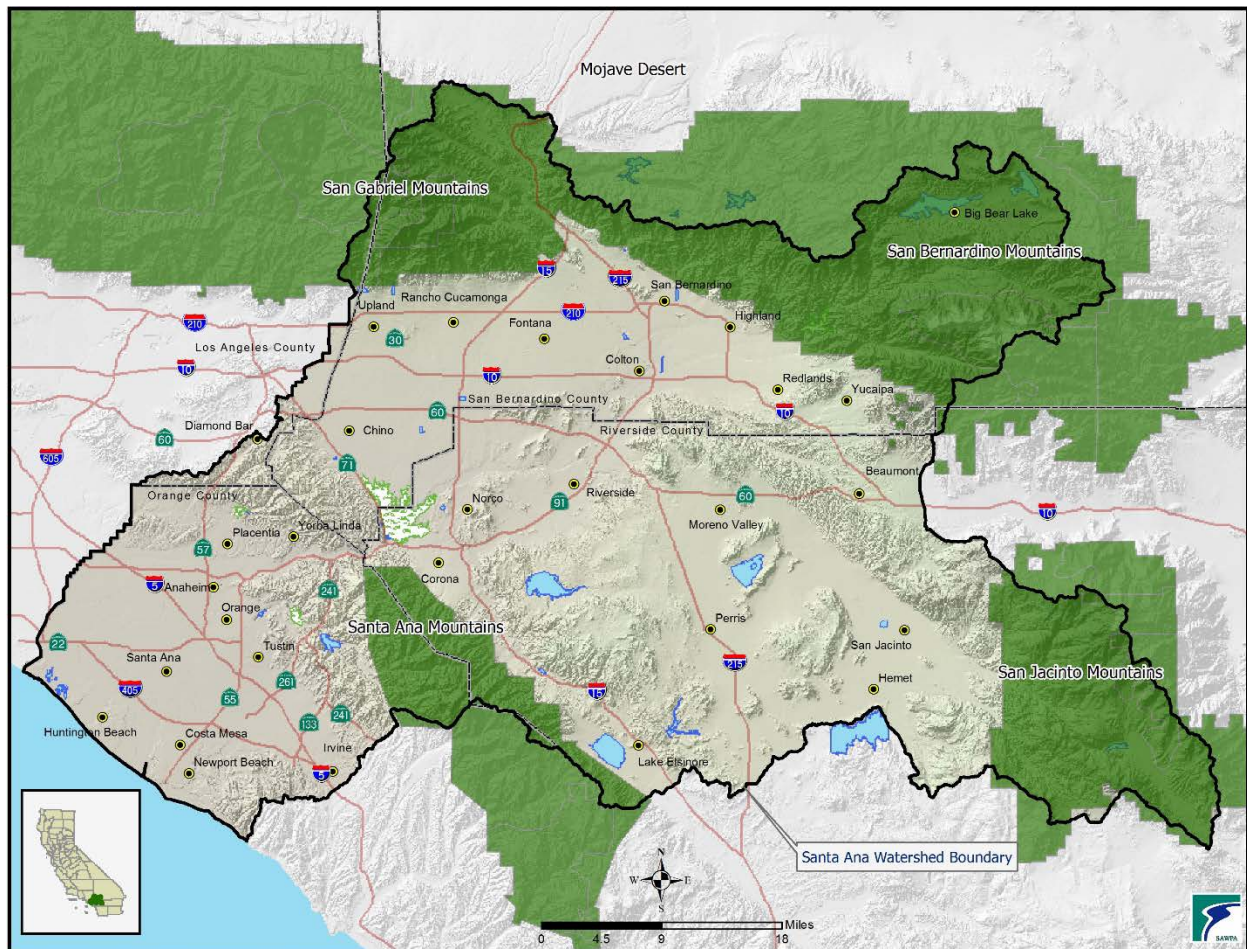 Mojave Desert
San Gabriel Mountains
Big Bear Lake
San Bernardino Mountains
15
215
San Bernardino
Rancho Cucamonga
Upland
210
210
Fontana
Highland
30
Los Angeles County
Colton
10
10
Redlands
Yucaipa
San Bernardino County
10
60
Diamond Bar
Chino
Riverside County
60
605
71
Beaumont
Orange County
Norco
Riverside
91
60
10
Moreno Valley
Placentia
Yorba Linda
57
Corona
5
Anaheim
241
Orange
Santa Ana Mountains
Perris
22
Tustin
San Jacinto
Santa Ana
215
San Jacinto Mountains
405
261
15
Hemet
55
241
133
Huntington Beach
Costa Mesa
Irvine
Lake Elsinore
Newport Beach
5
Santa Ana Watershed Boundary
N
W
E
S
Miles
0
4.5
9
18
SAWPA